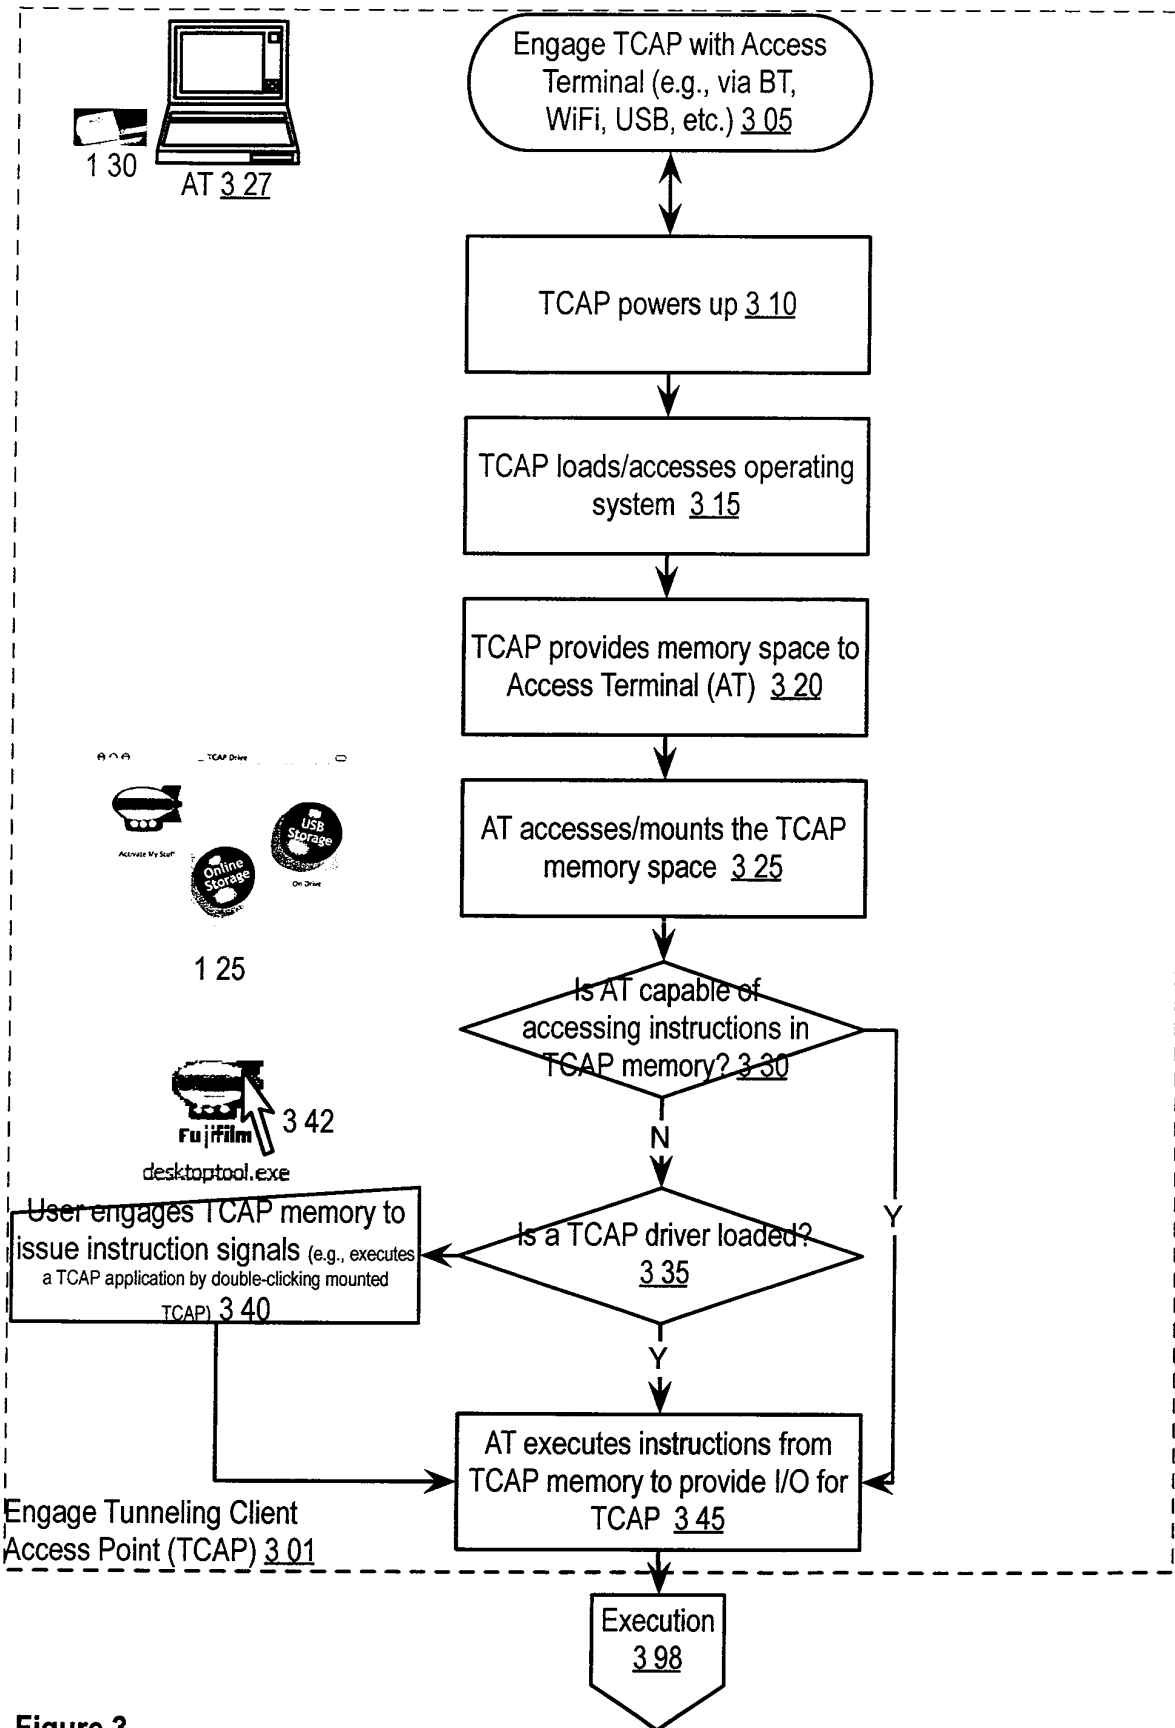 Engage TCAP with Access
Terminal (e.g., via BT,
WiFi, USB, etc.) 3 05
1 30
AT 3 27
TCAP powers up 3 10
TCAP loads/accesses operating
system 3 15
TCAP provides memory space to
Access Terminal (AT) 3 20
TCAP Drive
USB
Storage
Activate My Stuff
Online
Storage
On Drive
1 25
AT accesses/mounts the TCAP
memory space 3 25
Is AT capable of
accessing instructions in
TCAP memory? 3 30
Fujifilm
3 42
desktoptool.exe
N
Y
User engages TCAP memory to
issue instruction signals (e.g., executes
a TCAP application by double-clicking mounted
TCAP) 3 40
Is a TCAP driver loaded?
3 35
Y
AT executes instructions from
TCAP memory to provide I/O for
TCAP 3 45
Engage Tunneling Client
Access Point (TCAP) 3 01
Execution
3 98
Figure 3